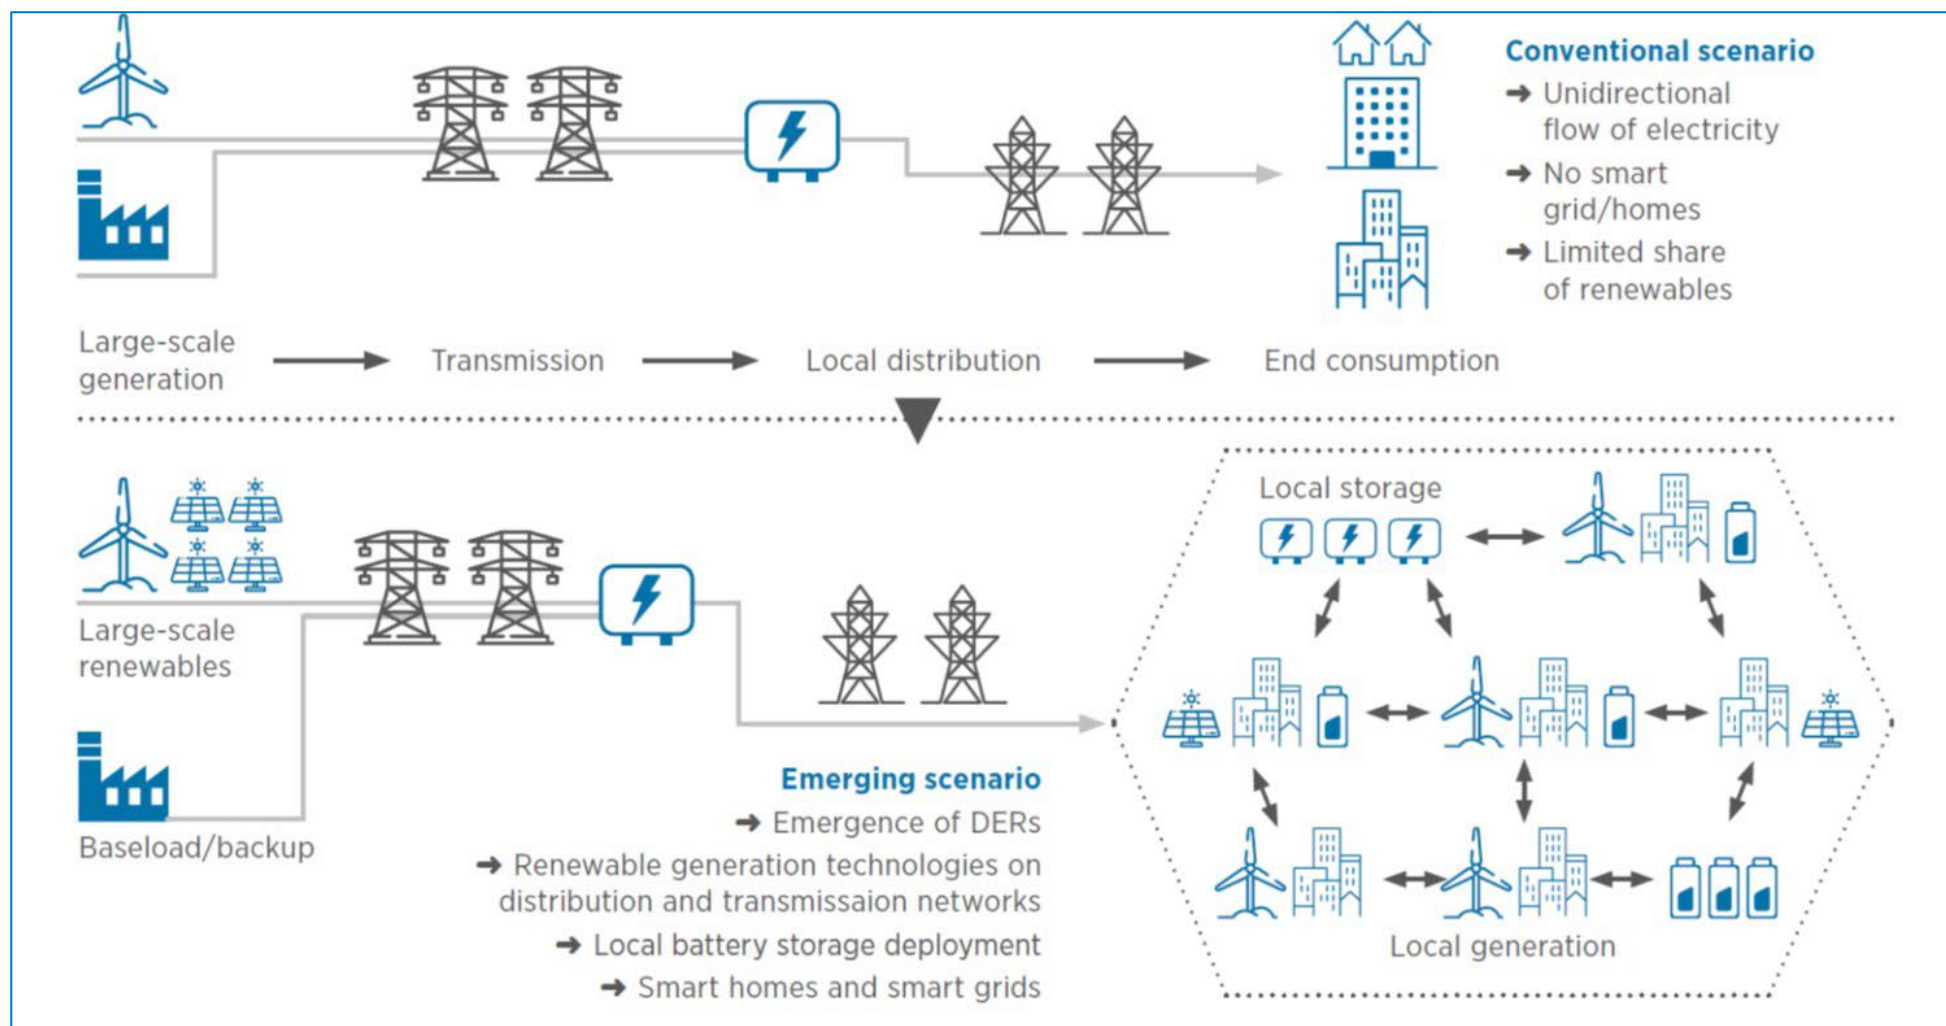 Conventional scenario
➜ Unidirectional
flow of electricity
➜ No smart
grid/homes
➜ Limited share
of renewables
Large-scale
generation
Transmission
Local distribution
End consumption
Large-scale
renewables
Baseload/backup
Emerging scenario
➜ Emergence of DERs
➜ Renewable generation technologies on
distribution and transmissaion networks
➜ Local battery storage deployment
➜ Smart homes and smart grids
Local storage
Local generation